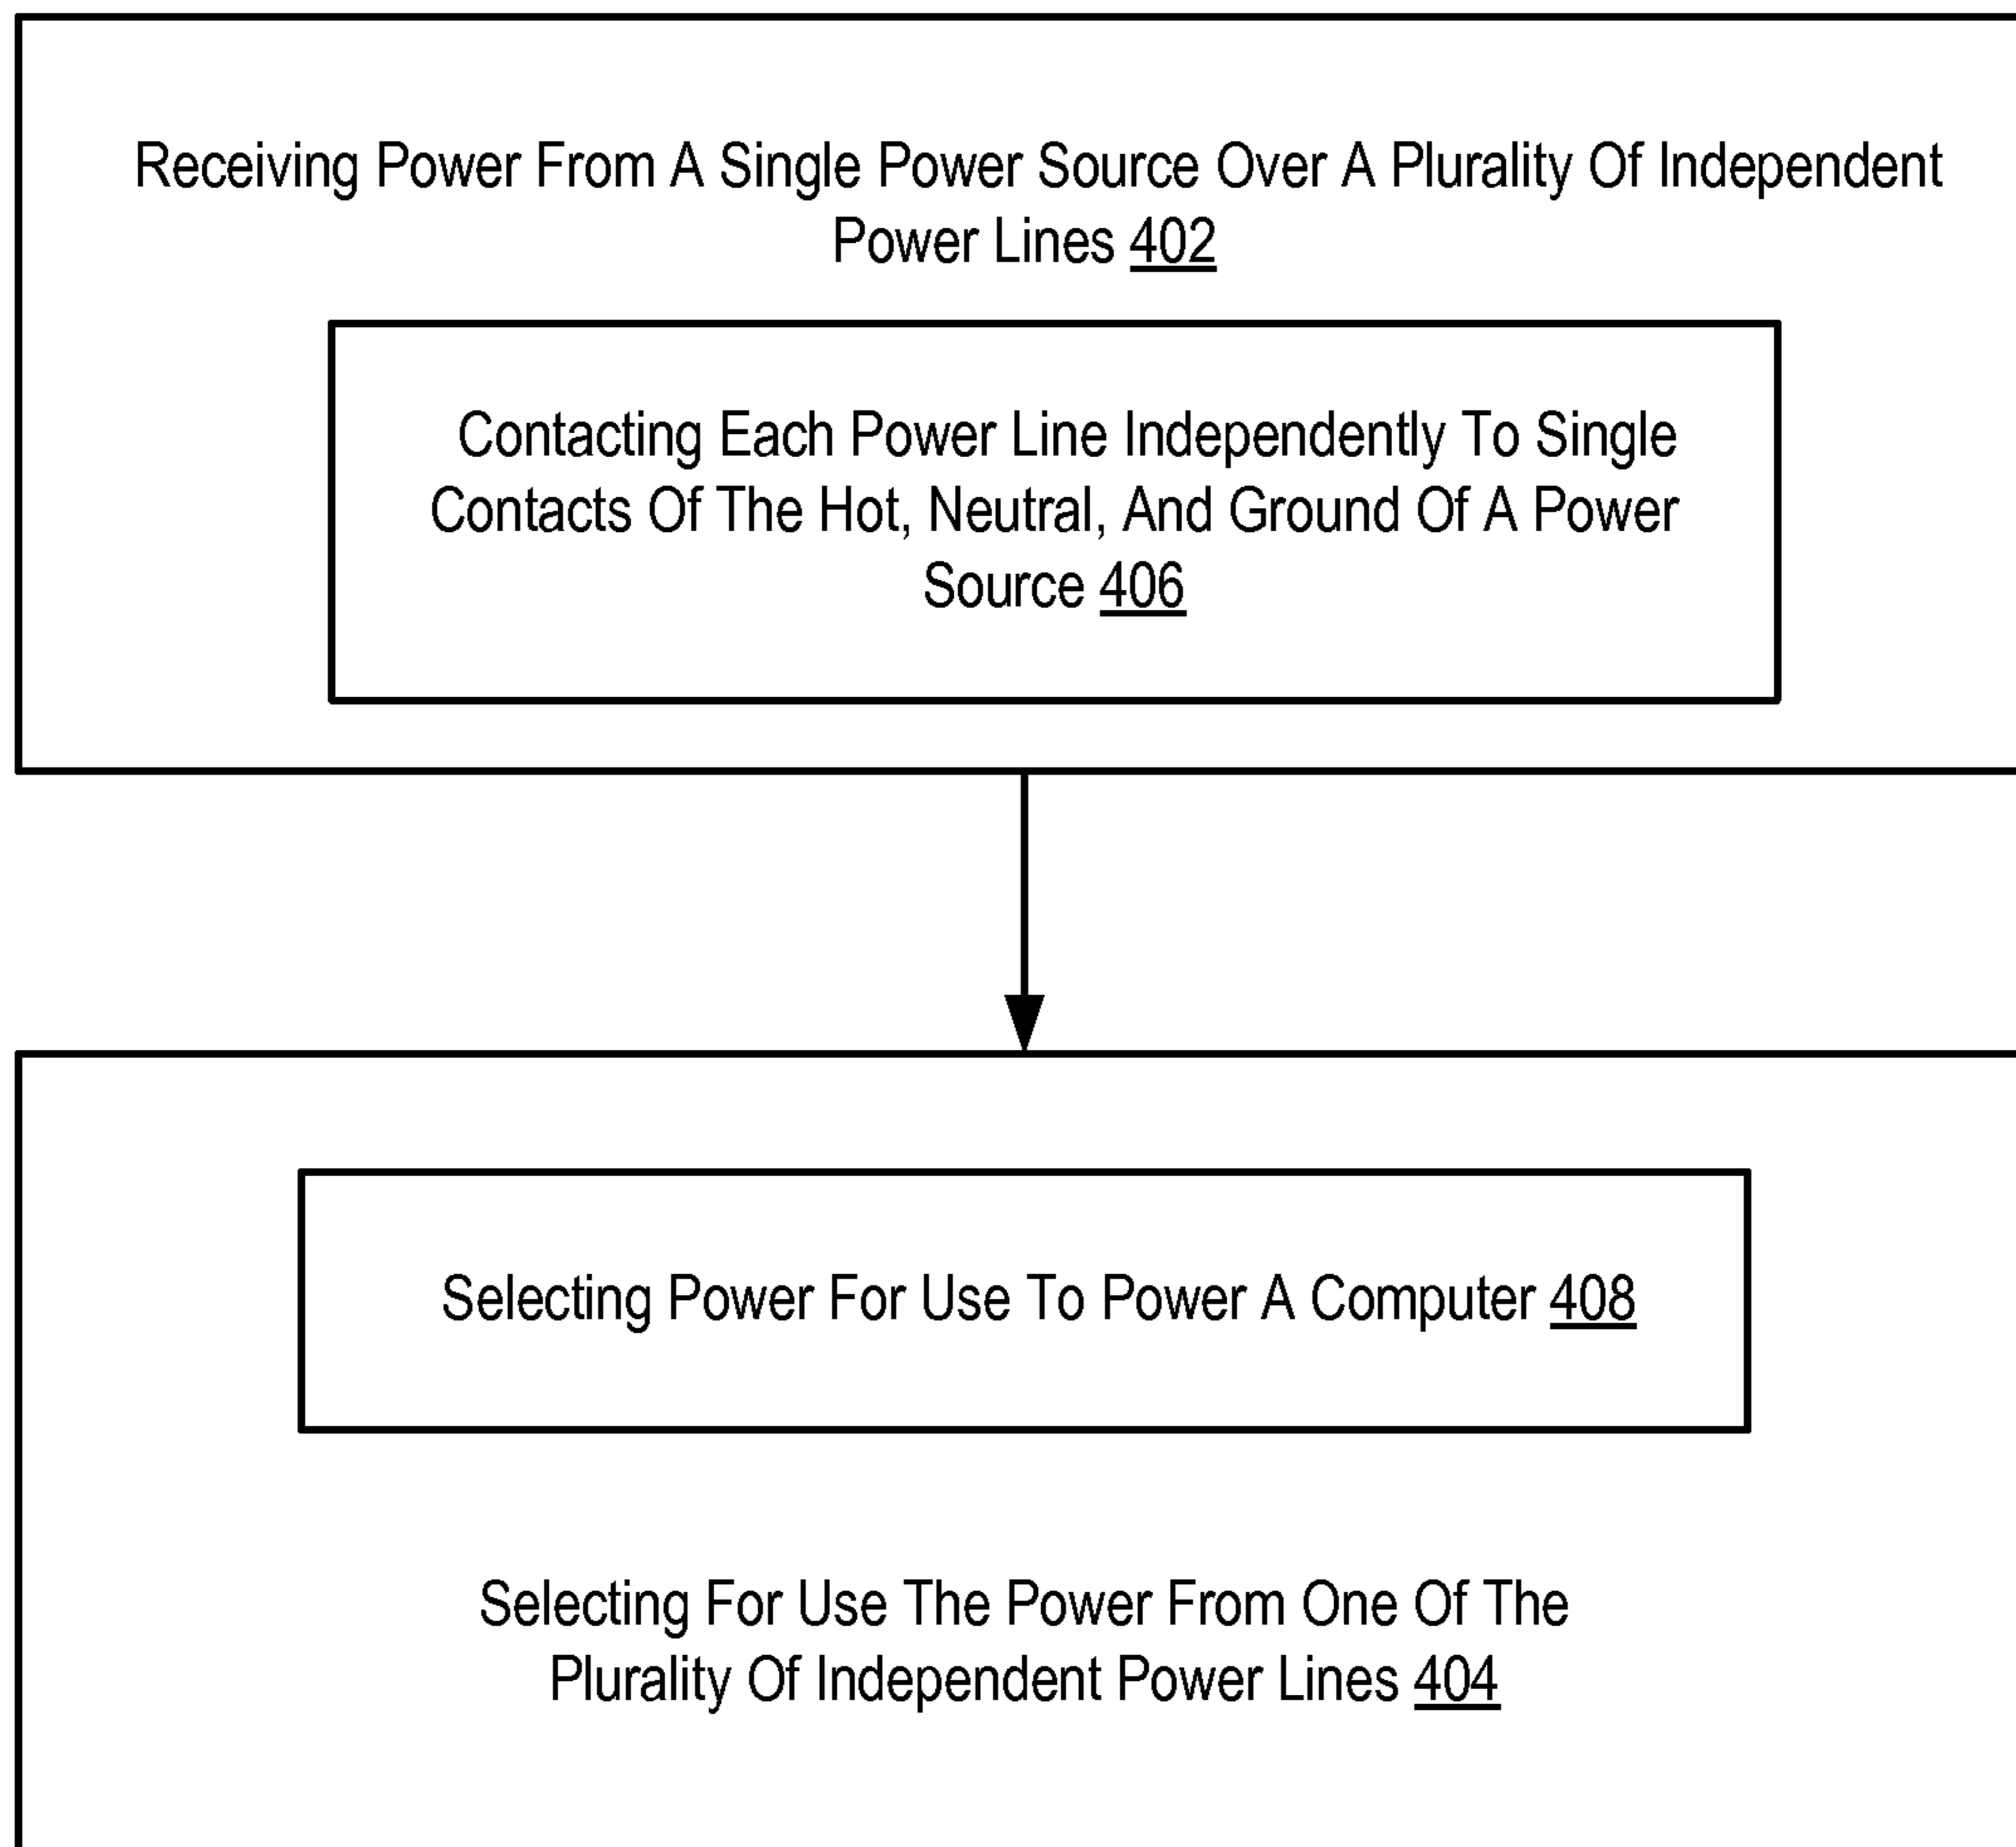 Receiving Power From A Single Power Source Over A Plurality Of Independent
Power Lines 402
Contacting Each Power Line Independently To Single
Contacts Of The Hot, Neutral, And Ground Of A Power
Source 406
Selecting Power For Use To Power A Computer 408
Selecting For Use The Power From One Of The
Plurality Of Independent Power Lines 404